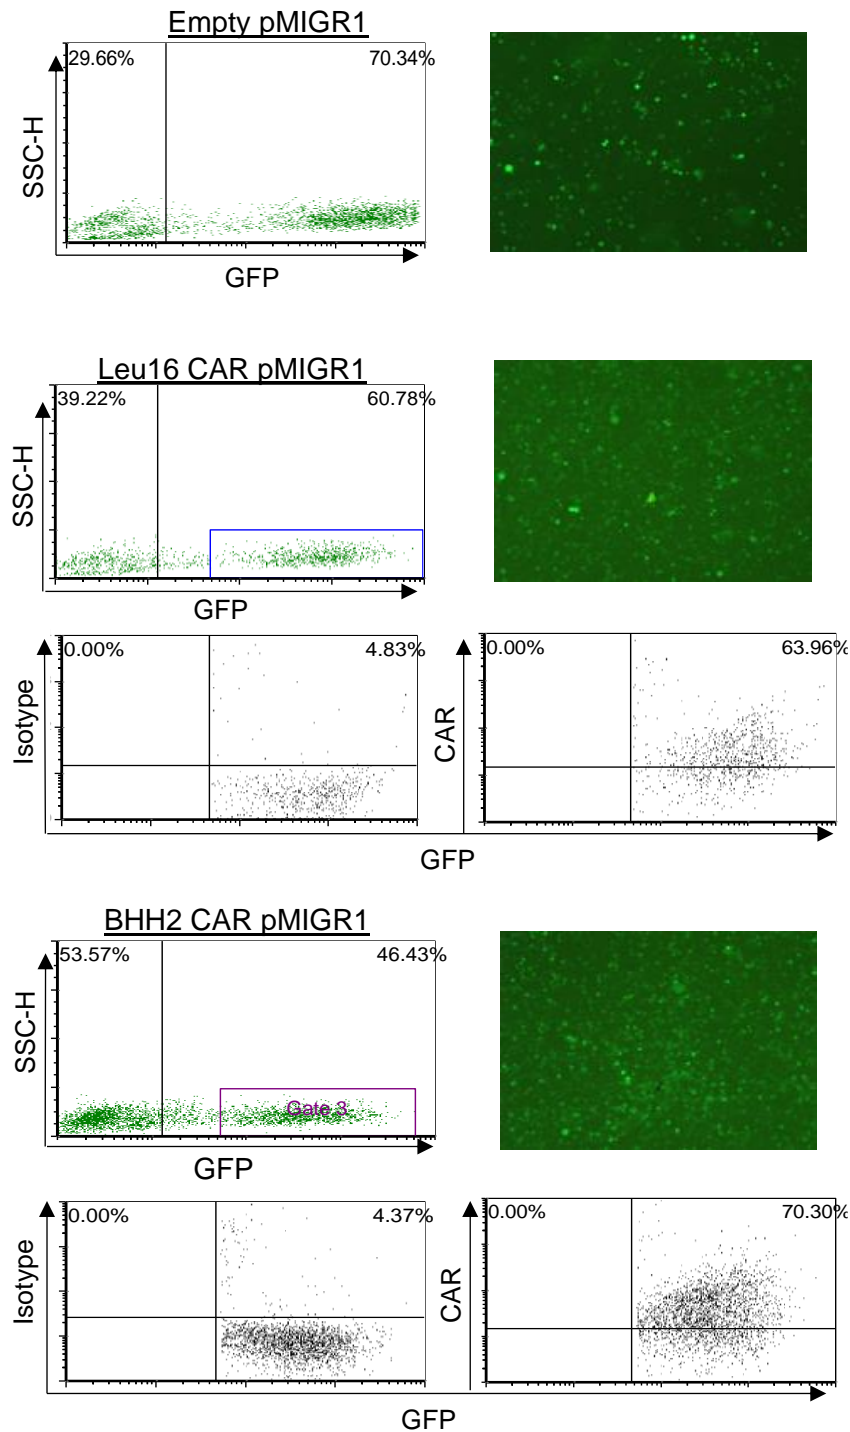 Empty pMIGR1
29.66% 70.34%
SSC-H
GFP
Leu16 CAR pMIGR1
39.22% 60.78%
SSC-H
GFP
0.00% 4.83%
Isotype
0.00% 63.96%
CAR
GFP
BHH2 CAR pMIGR1
53.57% 46.43%
SSC-H
Gate 3
GFP
0.00% 4.37%
Isotype
0.00% 70.30%
CAR
GFP